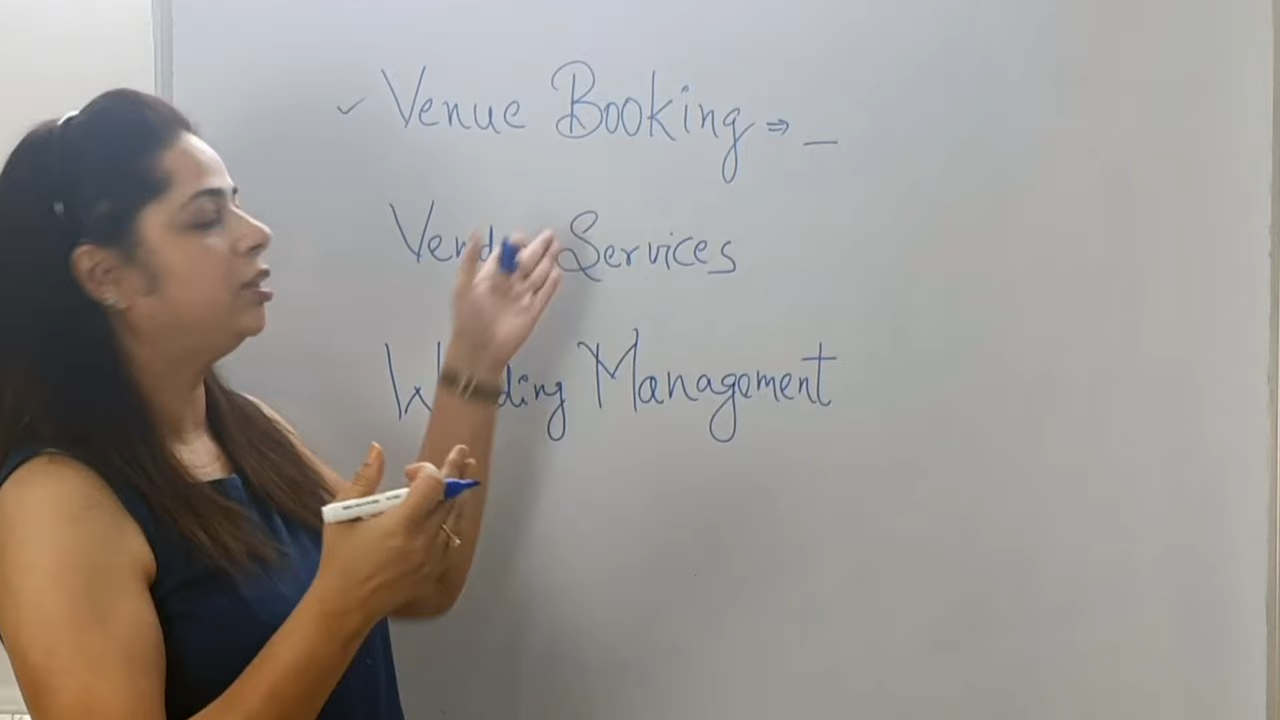 ✓ Venue Booking ⇒ _
Services
Management